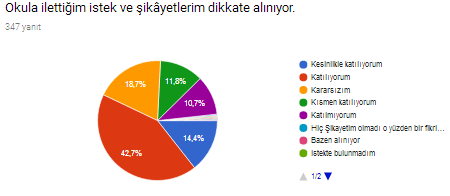 Okula ilettiğim istek ve şikâyetlerim dikkate alınıyor.
347 yanıt
Kesinlikle katılıyorum
Katılıyorum
Kararsızım
Kısmen katılıyorum
Katılmıyorum
Hiç Şikayetim olmadı o yüzden bir fikri...
Bazen alınıyor
İstekte bulunmadım
1/2
18,7%
11,8%
10,7%
14,4%
42,7%